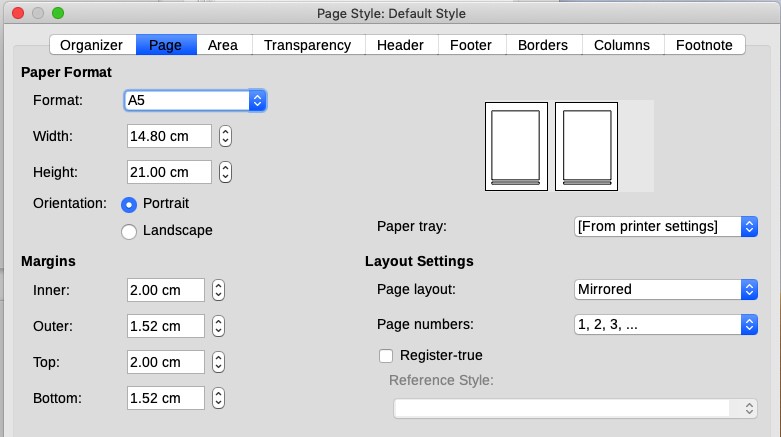 Page Style: Default Style
Organizer Page Area Transparency Header Footer Borders Columns Footnote
Paper Format
Format: A5
Width: 14.80 cm
Height: 21.00 cm
Orientation: Portrait
Landscape
Paper tray: [From printer settings]
Margins
Inner: 2.00 cm
Outer: 1.52 cm
Top: 2.00 cm
Bottom: 1.52 cm
Layout Settings
Page layout: Mirrored
Page numbers: 1, 2, 3, ...
Register-true
Reference Style: